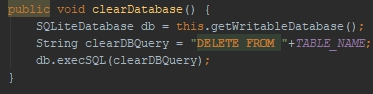 public void clearDatabase() {
    SQLiteDatabase db = this.getWritableDatabase();
    String clearDBQuery = "DELETE FROM "+TABLE_NAME;
    db.execSQL(clearDBQuery);
}